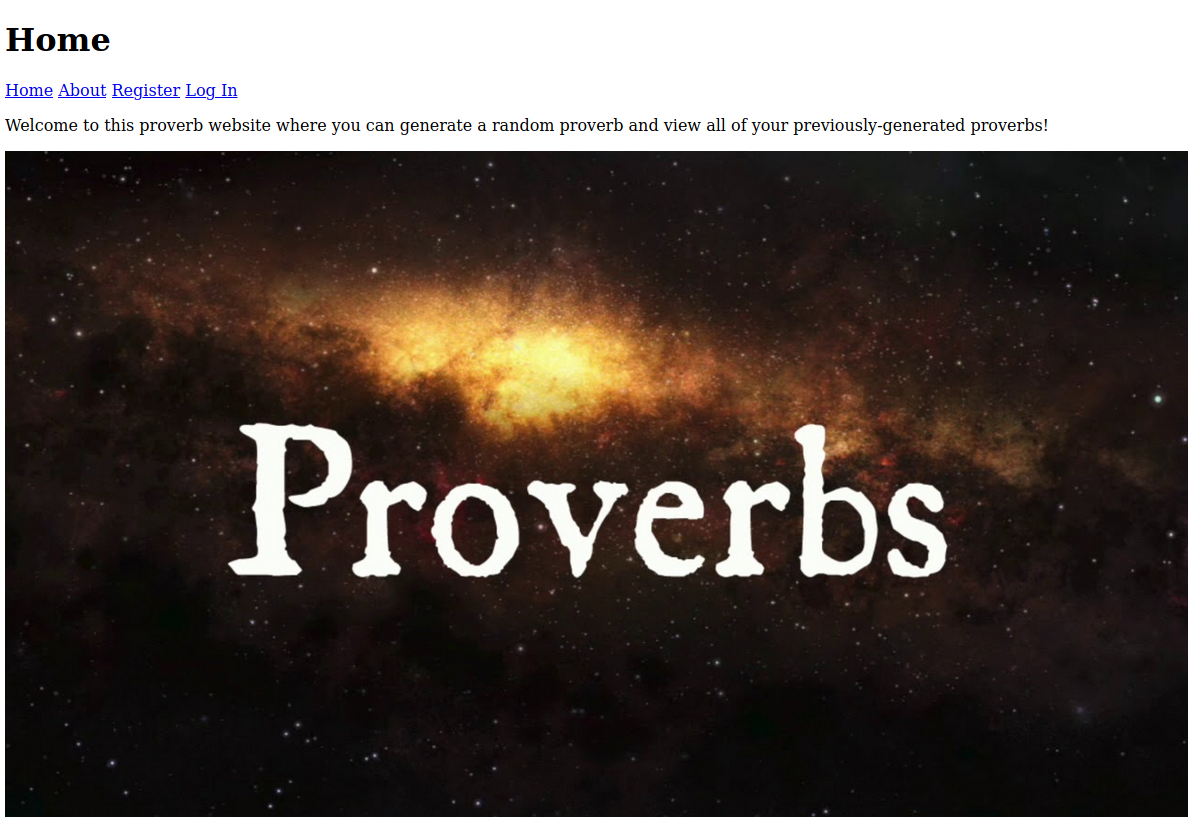 Home
Home About Register Log In
Welcome to this proverb website where you can generate a random proverb and view all of your previously-generated proverbs!
Proverbs